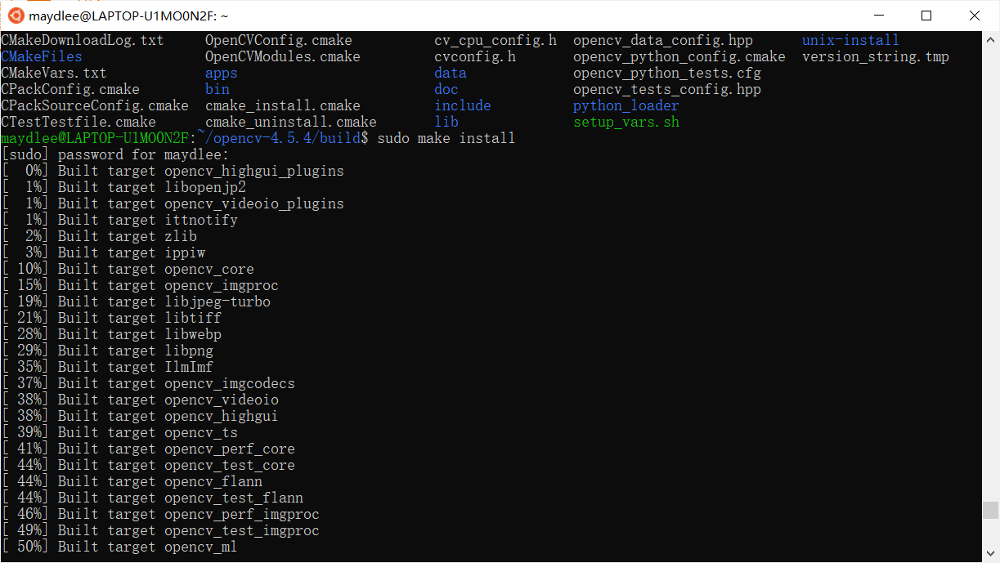 maydlee@LAPTOP-U1MO0N2F: ~
CMakeDownloadLog.txt OpenCVConfig.cmake cv_cpu_config.h opencv_data_config.hpp unix-install
CMakeFiles OpenCVModules.cmake cvconfig.h opencv_python_config.cmake version_string.tmp
CMakeVars.txt apps data opencv_python_tests.cfg
CPackConfig.cmake bin doc opencv_tests_config.hpp
CPackSourceConfig.cmake cmake_install.cmake include python_loader
CTestTestfile.cmake cmake_uninstall.cmake lib setup_vars.sh
maydlee@LAPTOP-U1MO0N2F:~/opencv-4.5.4/build$ sudo make install
[sudo] password for maydlee:
[  0%] Built target opencv_highgui_plugins
[  1%] Built target libopenjp2
[  1%] Built target opencv_videoio_plugins
[  1%] Built target ittnotify
[  2%] Built target zlib
[  3%] Built target ippiw
[ 10%] Built target opencv_core
[ 15%] Built target opencv_imgproc
[ 19%] Built target libjpeg-turbo
[ 21%] Built target libtiff
[ 28%] Built target libwebp
[ 29%] Built target libpng
[ 35%] Built target IlmImf
[ 37%] Built target opencv_imgcodecs
[ 38%] Built target opencv_videoio
[ 38%] Built target opencv_highgui
[ 39%] Built target opencv_ts
[ 41%] Built target opencv_perf_core
[ 44%] Built target opencv_test_core
[ 44%] Built target opencv_flann
[ 44%] Built target opencv_test_flann
[ 46%] Built target opencv_perf_imgproc
[ 49%] Built target opencv_test_imgproc
[ 50%] Built target opencv_ml